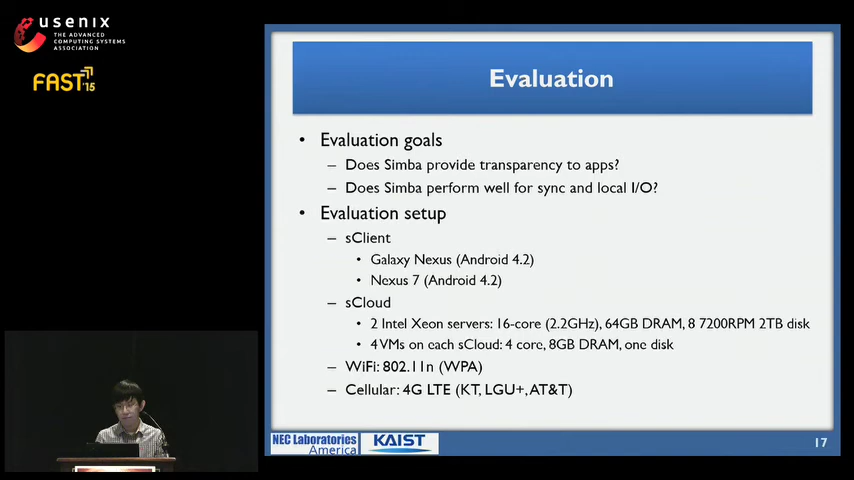 usenix
THE ADVANCED
COMPUTING SYSTEMS
ASSOCIATION
FAST'15
Evaluation
• Evaluation goals
– Does Simba provide transparency to apps?
– Does Simba perform well for sync and local I/O?
• Evaluation setup
– sClient
• Galaxy Nexus (Android 4.2)
• Nexus 7 (Android 4.2)
– sCloud
• 2 Intel Xeon servers: 16-core (2.2GHz), 64GB DRAM, 8 7200RPM 2TB disk
• 4 VMs on each sCloud: 4 core, 8GB DRAM, one disk
– WiFi: 802.11n (WPA)
– Cellular: 4G LTE (KT, LGU+, AT&T)
NEC Laboratories
America
KAIST
17